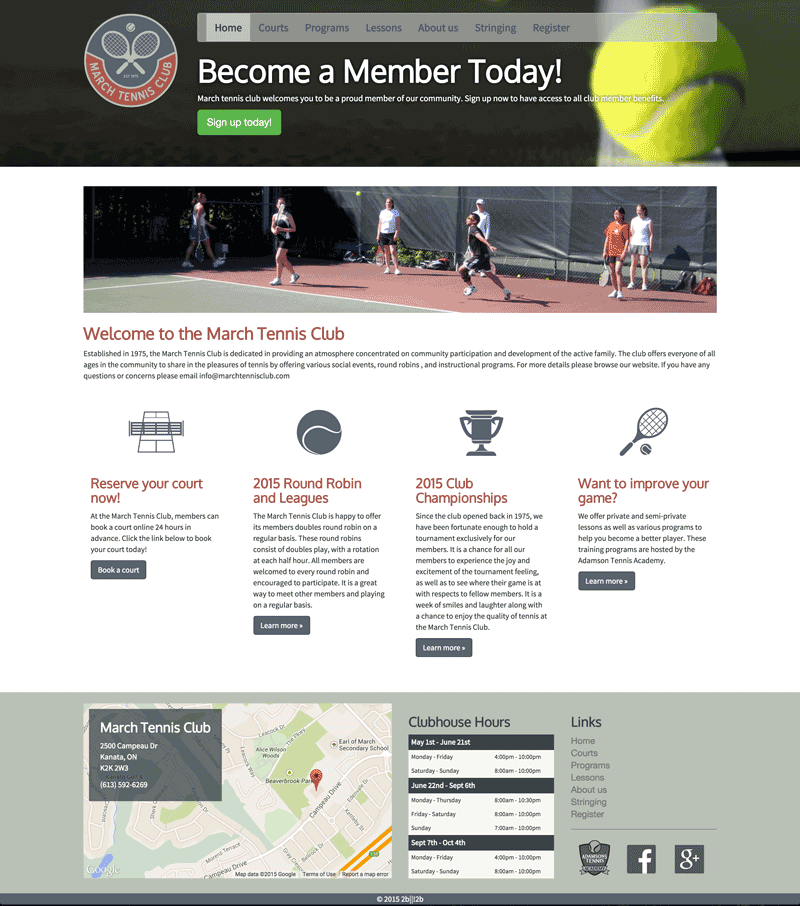 MARCH TENNIS CLUB
EST 1975
Home Courts Programs Lessons About us Stringing Register
Become a Member Today!
March tennis club welcomes you to be a proud member of our community. Sign up now to have access to all club member benefits.
Sign up today!
Welcome to the March Tennis Club
Established in 1975, the March Tennis Club is dedicated in providing an atmosphere concentrated on community participation and development of the active family. The club offers everyone of all
ages in the community to share in the pleasures of tennis by offering various social events, round robins , and instructional programs. For more details please browse our website. If you have any
questions or concerns please email info@marchtennisclub.com
Reserve your court
now!
At the March Tennis Club, members can
book a court online 24 hours in
advance. Click the link below to book
your court today!
Book a court
2015 Round Robin
and Leagues
The March Tennis Club is happy to offer
its members doubles round robin on a
regular basis. These round robins
consist of doubles play, with a rotation
at each half hour. All members are
welcomed to every round robin and
encouraged to participate. It is a great
way to meet other members and playing
on a regular basis.
Learn more »
2015 Club
Championships
Since the club opened back in 1975, we
have been fortunate enough to hold a
tournament exclusively for our
members. It is a chance for all our
members to experience the joy and
excitement of the tournament feeling,
as well as to see where their game is at
with respects to fellow members. It is a
week of smiles and laughter along with
a chance to enjoy the quality of tennis at
the March Tennis Club.
Learn more »
Want to improve your
game?
We offer private and semi-private
lessons as well as various programs to
help you become a better player. These
training programs are hosted by the
Adamson Tennis Academy.
Learn more »
March Tennis Club
2500 Campeau Dr
Kanata, ON
K2K 2W3
(613) 592-6269
Leacock Dr
Alice Wilson
Woods
Earl of March
Secondary School
Beaverbrook Park
Campeau Drive
Leacock Way
Google
Map data ©2015 Google Terms of Use Report a map error
Clubhouse Hours
May 1st - June 21st
Monday - Friday 4:00pm - 10:00pm
Saturday - Sunday 8:00am - 10:00pm
June 22nd - Sept 6th
Monday - Thursday 8:00am - 10:30pm
Friday - Saturday 8:00am - 10:00pm
Sunday 7:00am - 10:00pm
Sept 7th - Oct 4th
Monday - Friday 4:00pm - 10:00pm
Saturday - Sunday 8:00am - 10:00pm
Links
Home
Courts
Programs
Lessons
About us
Stringing
Register
ADAMSONS
TENNIS
ACADEMY
f
g+